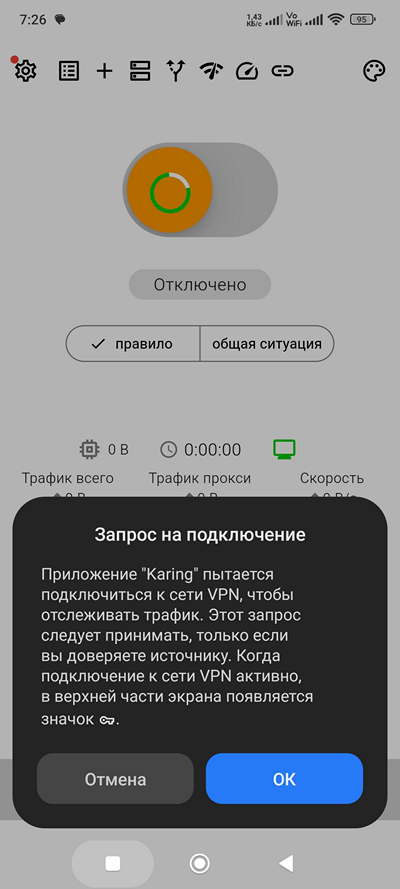 7:26
1,43 КБ/с
Vo WiFi
95
Отключено
правило
общая ситуация
0 B
0:00:00
Трафик всего
Трафик прокси
Скорость
Запрос на подключение
Приложение "Karing" пытается
подключиться к сети VPN, чтобы
отслеживать трафик. Этот запрос
следует принимать, только если
вы доверяете источнику. Когда
подключение к сети VPN активно,
в верхней части экрана появляется
значок .
Отмена
ОК